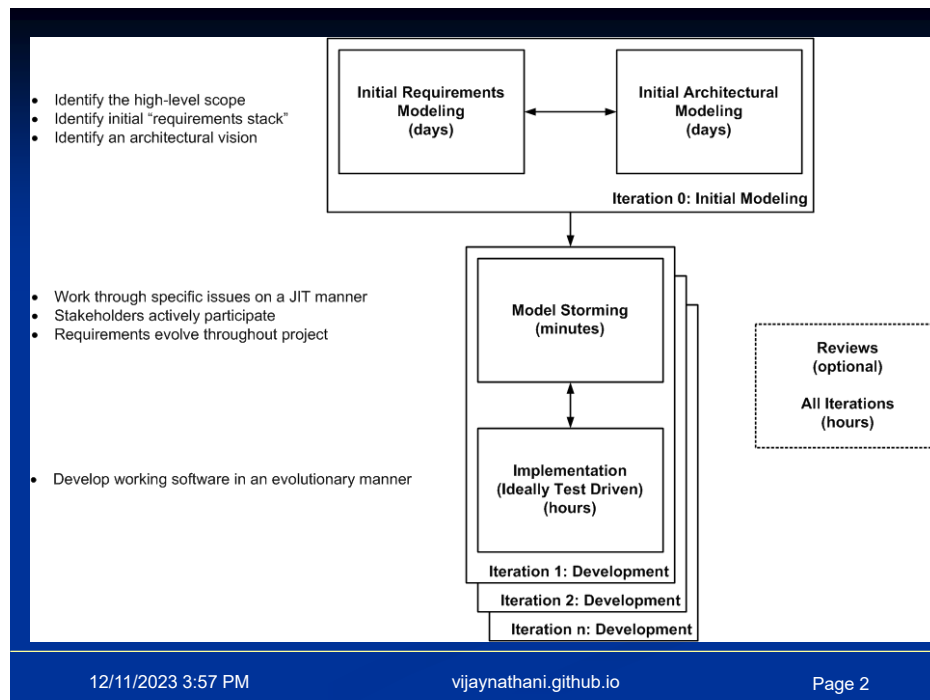 • Identify the high-level scope
• Identify initial “requirements stack”
• Identify an architectural vision
Initial Requirements
Modeling
(days)
Initial Architectural
Modeling
(days)
Iteration 0: Initial Modeling
• Work through specific issues on a JIT manner
• Stakeholders actively participate
• Requirements evolve throughout project
Model Storming
(minutes)
Reviews
(optional)
All Iterations
(hours)
• Develop working software in an evolutionary manner
Implementation
(Ideally Test Driven)
(hours)
Iteration 1: Development
Iteration 2: Development
Iteration n: Development
12/11/2023 3:57 PM
vijaynathani.github.io
Page 2